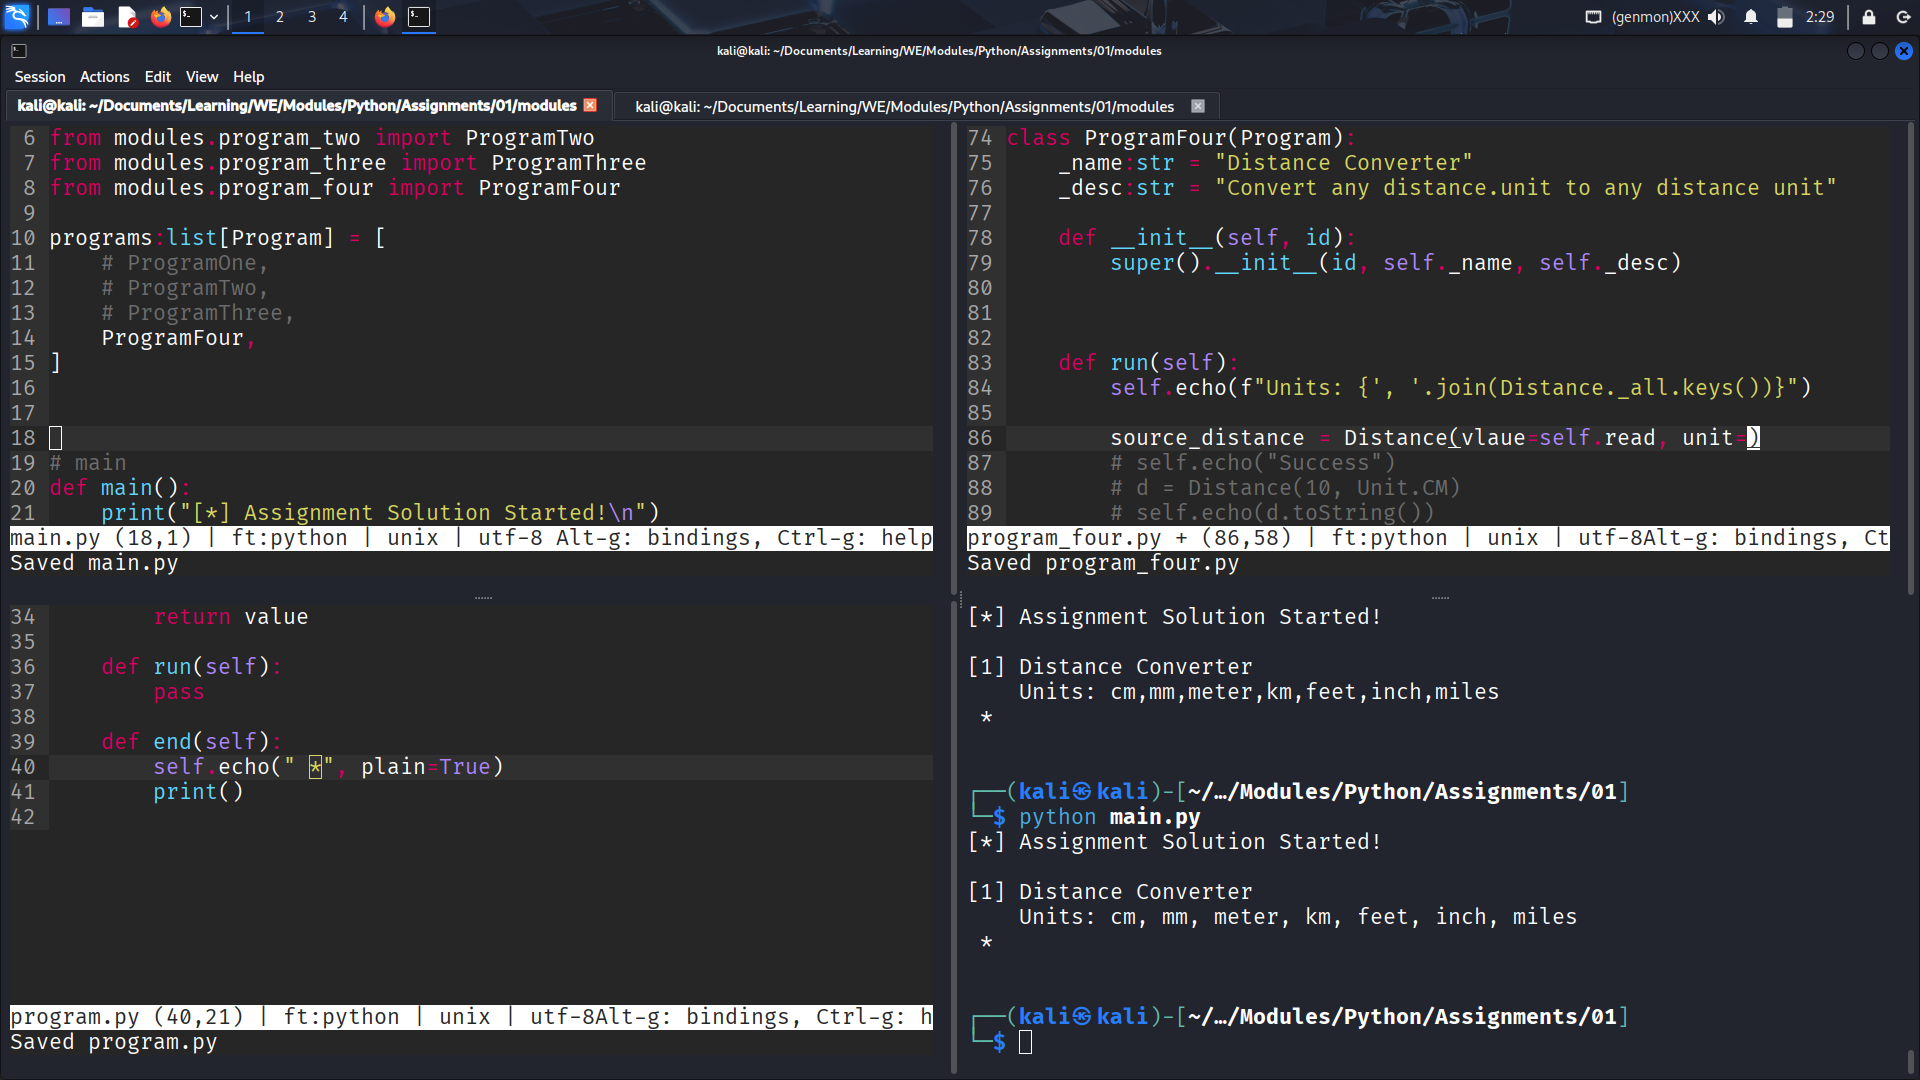 1 2 3 4 (genmon)XXX 2:29
kali@kali: ~/Documents/Learning/WE/Modules/Python/Assignments/01/modules
Session Actions Edit View Help
kali@kali: ~/Documents/Learning/WE/Modules/Python/Assignments/01/modules kali@kali: ~/Documents/Learning/WE/Modules/Python/Assignments/01/modules
6 from modules.program_two import ProgramTwo
7 from modules.program_three import ProgramThree
8 from modules.program_four import ProgramFour
9
10 programs:list[Program] = [
11     # ProgramOne,
12     # ProgramTwo,
13     # ProgramThree,
14     ProgramFour,
15 ]
16
17
18
19 # main
20 def main():
21     print("[*] Assignment Solution Started!\n")
main.py (18,1) | ft:python | unix | utf-8 Alt-g: bindings, Ctrl-g: help
Saved main.py
74 class ProgramFour(Program):
75     _name:str = "Distance Converter"
76     _desc:str = "Convert any distance.unit to any distance unit"
77
78     def __init__(self, id):
79         super().__init__(id, self._name, self._desc)
80
81
82
83     def run(self):
84         self.echo(f"Units: {', '.join(Distance._all.keys())}")
85
86         source_distance = Distance(vlaue=self.read, unit=)
87         # self.echo("Success")
88         # d = Distance(10, Unit.CM)
89         # self.echo(d.toString())
program_four.py + (86,58) | ft:python | unix | utf-8Alt-g: bindings, Ct
Saved program_four.py
34         return value
35
36     def run(self):
37         pass
38
39     def end(self):
40         self.echo(" *", plain=True)
41         print()
42
program.py (40,21) | ft:python | unix | utf-8Alt-g: bindings, Ctrl-g: h
Saved program.py
[*] Assignment Solution Started!
[1] Distance Converter
    Units: cm,mm,meter,km,feet,inch,miles
 *
┌──(kali㉿kali)-[~/…/Modules/Python/Assignments/01]
└─$ python main.py
[*] Assignment Solution Started!
[1] Distance Converter
    Units: cm, mm, meter, km, feet, inch, miles
 *
┌──(kali㉿kali)-[~/…/Modules/Python/Assignments/01]
└─$